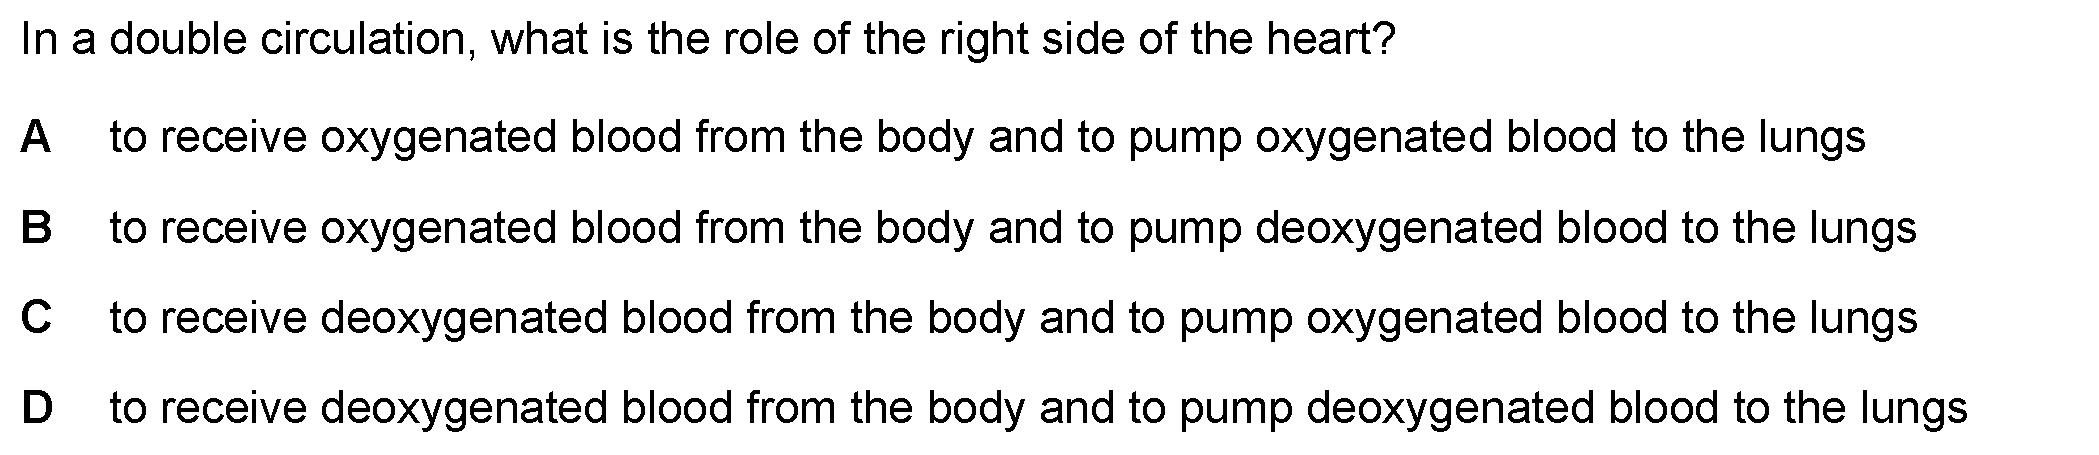 In a double circulation, what is the role of the right side of the heart?
A to receive oxygenated blood from the body and to pump oxygenated blood to the lungs
B to receive oxygenated blood from the body and to pump deoxygenated blood to the lungs
C to receive deoxygenated blood from the body and to pump oxygenated blood to the lungs
D to receive deoxygenated blood from the body and to pump deoxygenated blood to the lungs